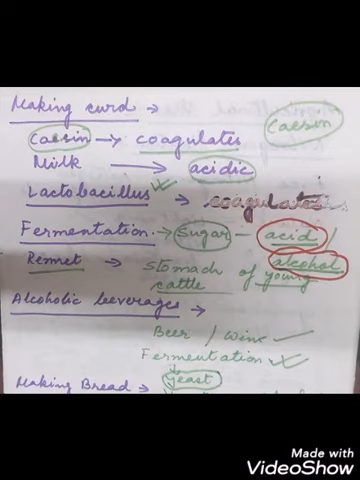 Making curd →
Caesin → coagulates
Caesin
Milk → acidic
Lactobacillus → coagulates
Fermentation → Sugar - acid /
alcohol
Rennet → stomach of young
cattle
Alcoholic beverages →
Beer / Wine
Fermentation
yeast
Making Bread →
Made with
VideoShow